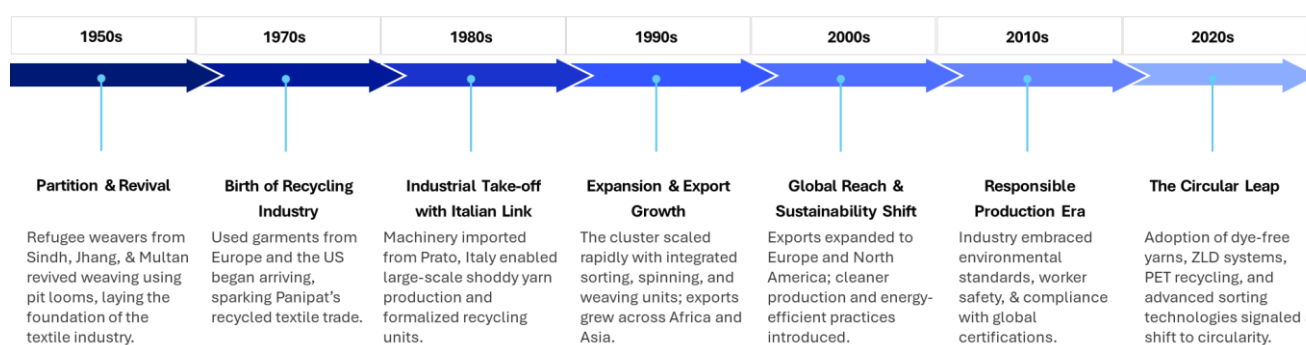 1950s
1970s
1980s
1990s
2000s
2010s
2020s
Partition & Revival
Refugee weavers from
Sindh, Jhang, & Multan
revived weaving using
pit looms, laying the
foundation of the
textile industry.
Birth of Recycling
Industry
Used garments from
Europe and the US
began arriving,
sparking Panipat's
recycled textile trade.
Industrial Take-off
with Italian Link
Machinery imported
from Prato, Italy enabled
large-scale shoddy yarn
production and
formalized recycling
units.
Expansion & Export
Growth
The cluster scaled
rapidly with integrated
sorting, spinning, and
weaving units; exports
grew across Africa and
Asia.
Global Reach &
Sustainability Shift
Exports expanded to
Europe and North
America; cleaner
production and energy-
efficient practices
introduced.
Responsible
Production Era
Industry embraced
environmental
standards, worker
safety, & compliance
with global
certifications.
The Circular Leap
Adoption of dye-free
yarns, ZLD systems,
PET recycling, and
advanced sorting
technologies signaled
shift to circularity.